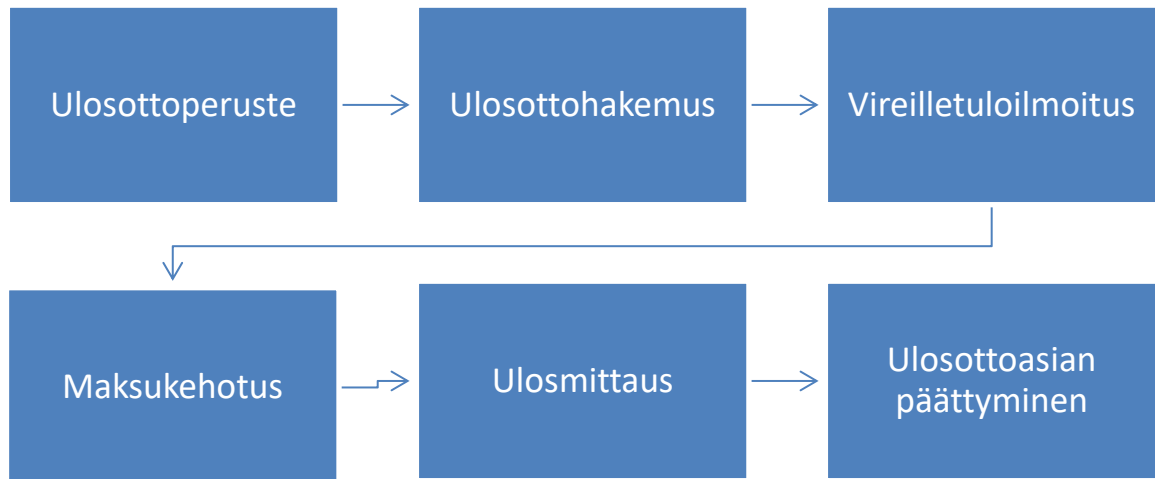 Ulosottoperuste
Ulosottohakemus
Vireilletuloilmoitus
Maksukehotus
Ulosmittaus
Ulosottoasian
päättyminen